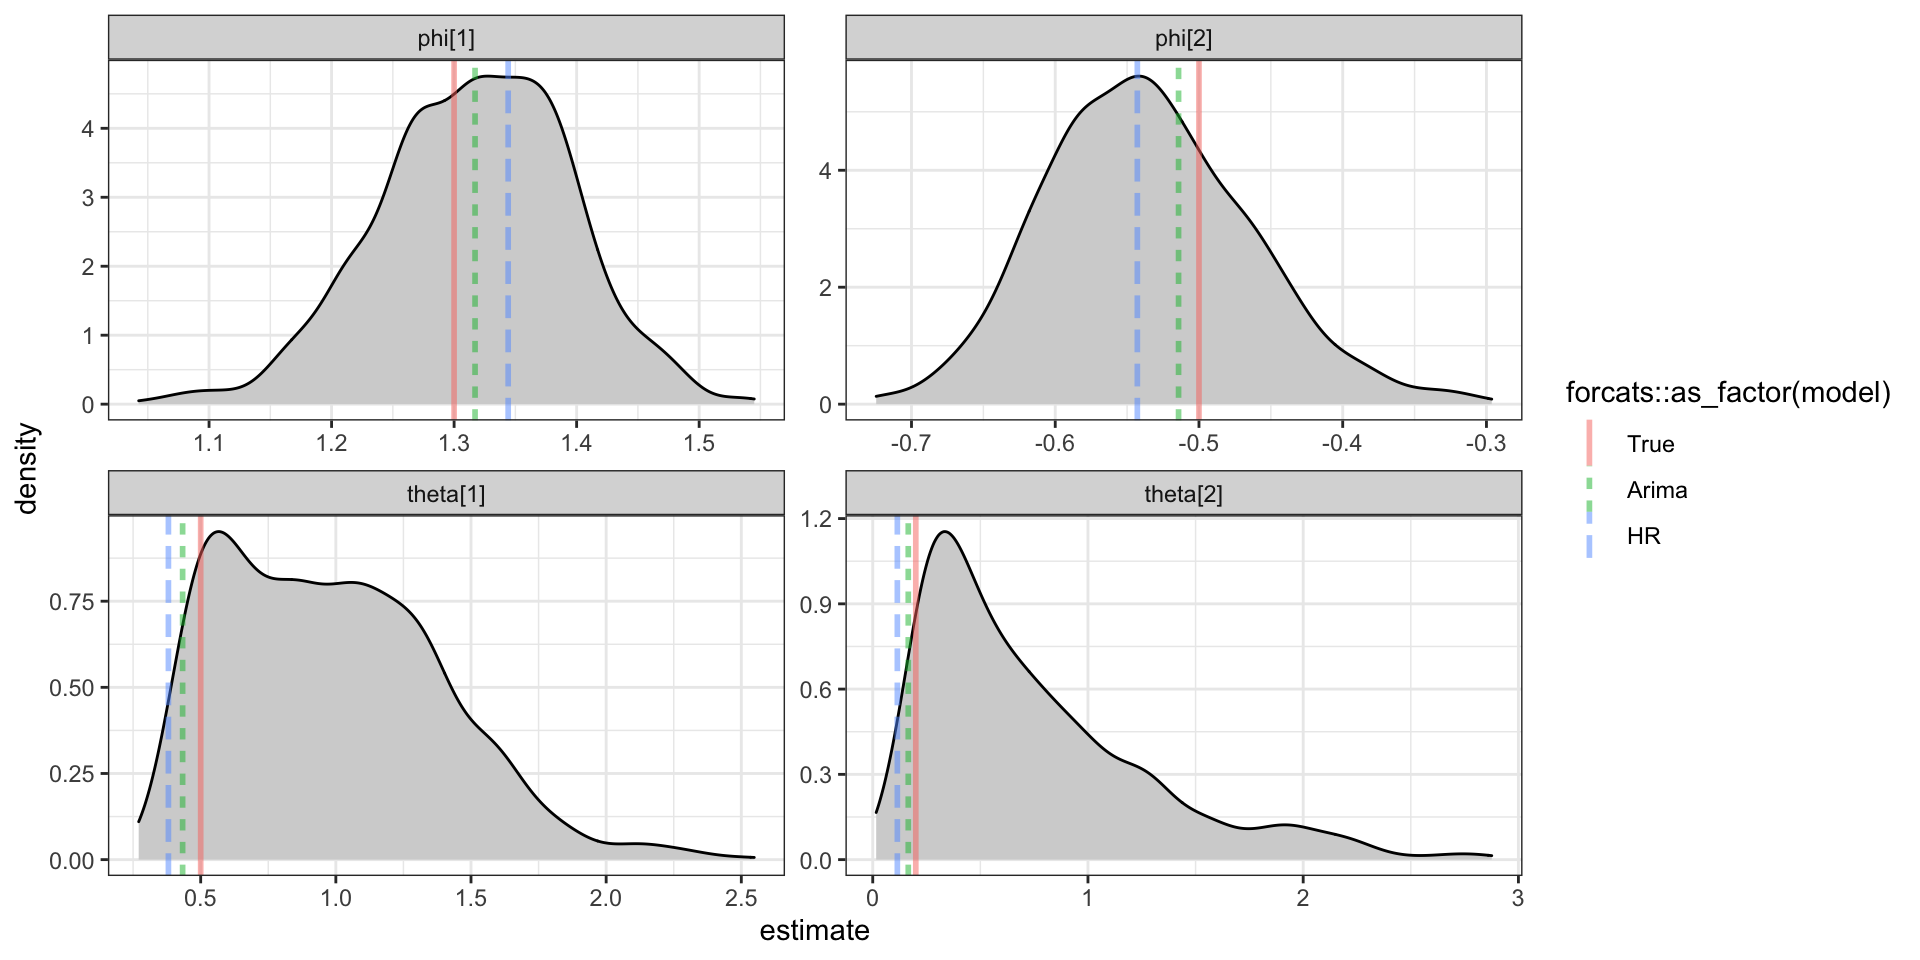 phi[1]
phi[2]
4
3
2
1
0
1.1 1.2 1.3 1.4 1.5
4
2
0
-0.7 -0.6 -0.5 -0.4 -0.3
density
theta[1]
theta[2]
0.75
0.50
0.25
0.00
0.5 1.0 1.5 2.0 2.5
1.2
0.9
0.6
0.3
0.0
0 1 2 3
estimate
forcats::as_factor(model)
True
Arima
HR